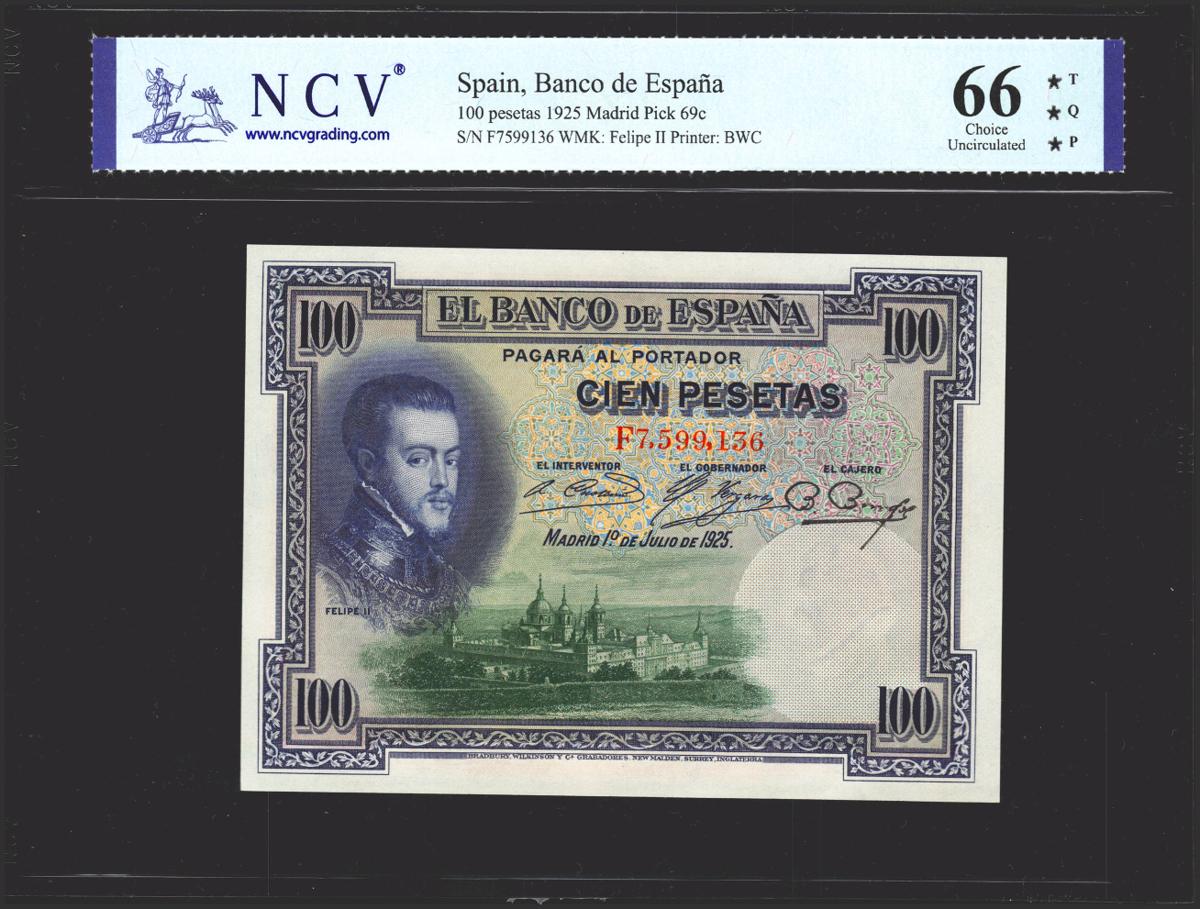 NCV®
www.ncvgrading.com
Spain, Banco de España
100 pesetas 1925 Madrid Pick 69c
S/N F7599136 WMK: Felipe II Printer: BWC
66
Choice
Uncirculated
★ T
★ Q
★ P
100
EL BANCO DE ESPAÑA
100
PAGARÁ AL PORTADOR
CIEN PESETAS
F7,599,136
EL INTERVENTOR
EL GOBERNADOR
EL CAJERO
MADRID 1º DE JULIO DE 1925.
FELIPE II
100
100
BRADBURY, WILKINSON Y Cª GRABADORES. NEW MALDEN, SURREY, INGLATERRA